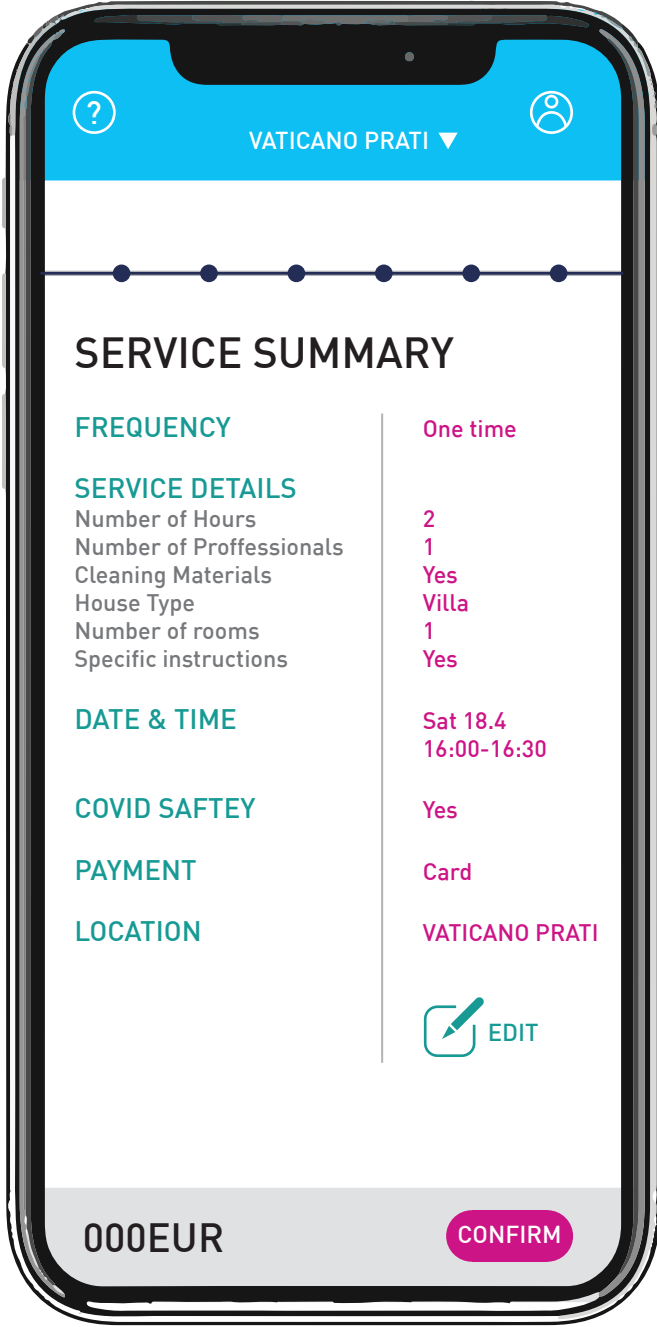 ?
VATICANO PRATI ▼
SERVICE SUMMARY
FREQUENCY One time
SERVICE DETAILS
Number of Hours 2
Number of Proffessionals 1
Cleaning Materials Yes
House Type Villa
Number of rooms 1
Specific instructions Yes
DATE & TIME Sat 18.4
16:00-16:30
COVID SAFTEY Yes
PAYMENT Card
LOCATION VATICANO PRATI
EDIT
000EUR CONFIRM